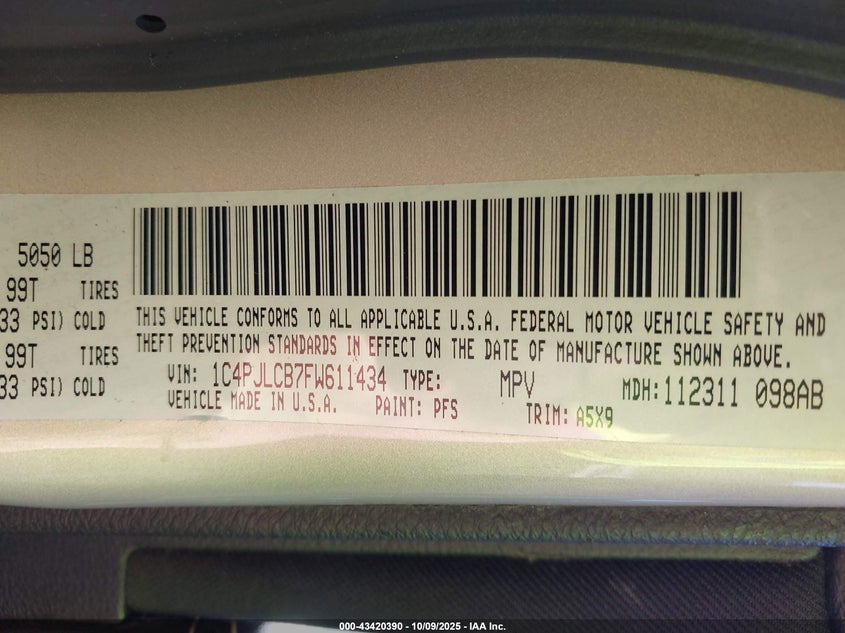 5050 LB
99T TIRES
33 PSI) COLD
99T TIRES
33 PSI) COLD
THIS VEHICLE CONFORMS TO ALL APPLICABLE U.S.A. FEDERAL MOTOR VEHICLE SAFETY AND
THEFT PREVENTION STANDARDS IN EFFECT ON THE DATE OF MANUFACTURE SHOWN ABOVE.
VIN: 1C4PJLCB7FW611434 TYPE: MPV MDH: 112311 098AB
VEHICLE MADE IN U.S.A. PAINT: PFS TRIM: A5X9
000-43420390 - 10/09/2025 - IAA Inc.